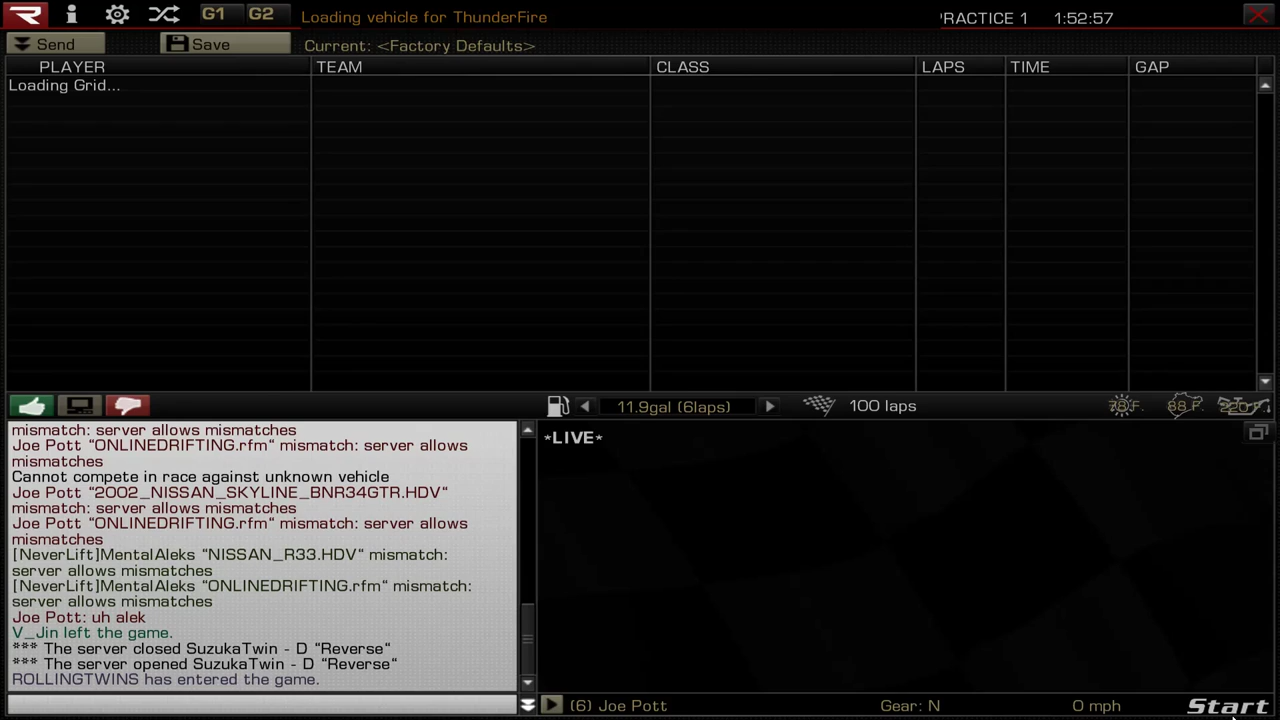 G1 G2 Loading vehicle for ThunderFire RACTICE 1 1:52:57
Send Save Current: <Factory Defaults>
PLAYER TEAM CLASS LAPS TIME GAP
Loading Grid...
11.9gal (6laps) 100 laps 78 F. 88 F. 220 F.
mismatch: server allows mismatches
Joe Pott "ONLINEDRIFTING.rfm" mismatch: server allows
mismatches
Cannot compete in race against unknown vehicle
Joe Pott "2002_NISSAN_SKYLINE_BNR34GTR.HDV"
mismatch: server allows mismatches
Joe Pott "ONLINEDRIFTING.rfm" mismatch: server allows
mismatches
[NeverLift]MentalAleks "NISSAN_R33.HDV" mismatch:
server allows mismatches
[NeverLift]MentalAleks "ONLINEDRIFTING.rfm" mismatch:
server allows mismatches
Joe Pott: uh alek
V_Jin left the game.
*** The server closed SuzukaTwin - D "Reverse"
*** The server opened SuzukaTwin - D "Reverse"
ROLLINGTWINS has entered the game.
*LIVE*
(6) Joe Pott Gear: N 0 mph Start